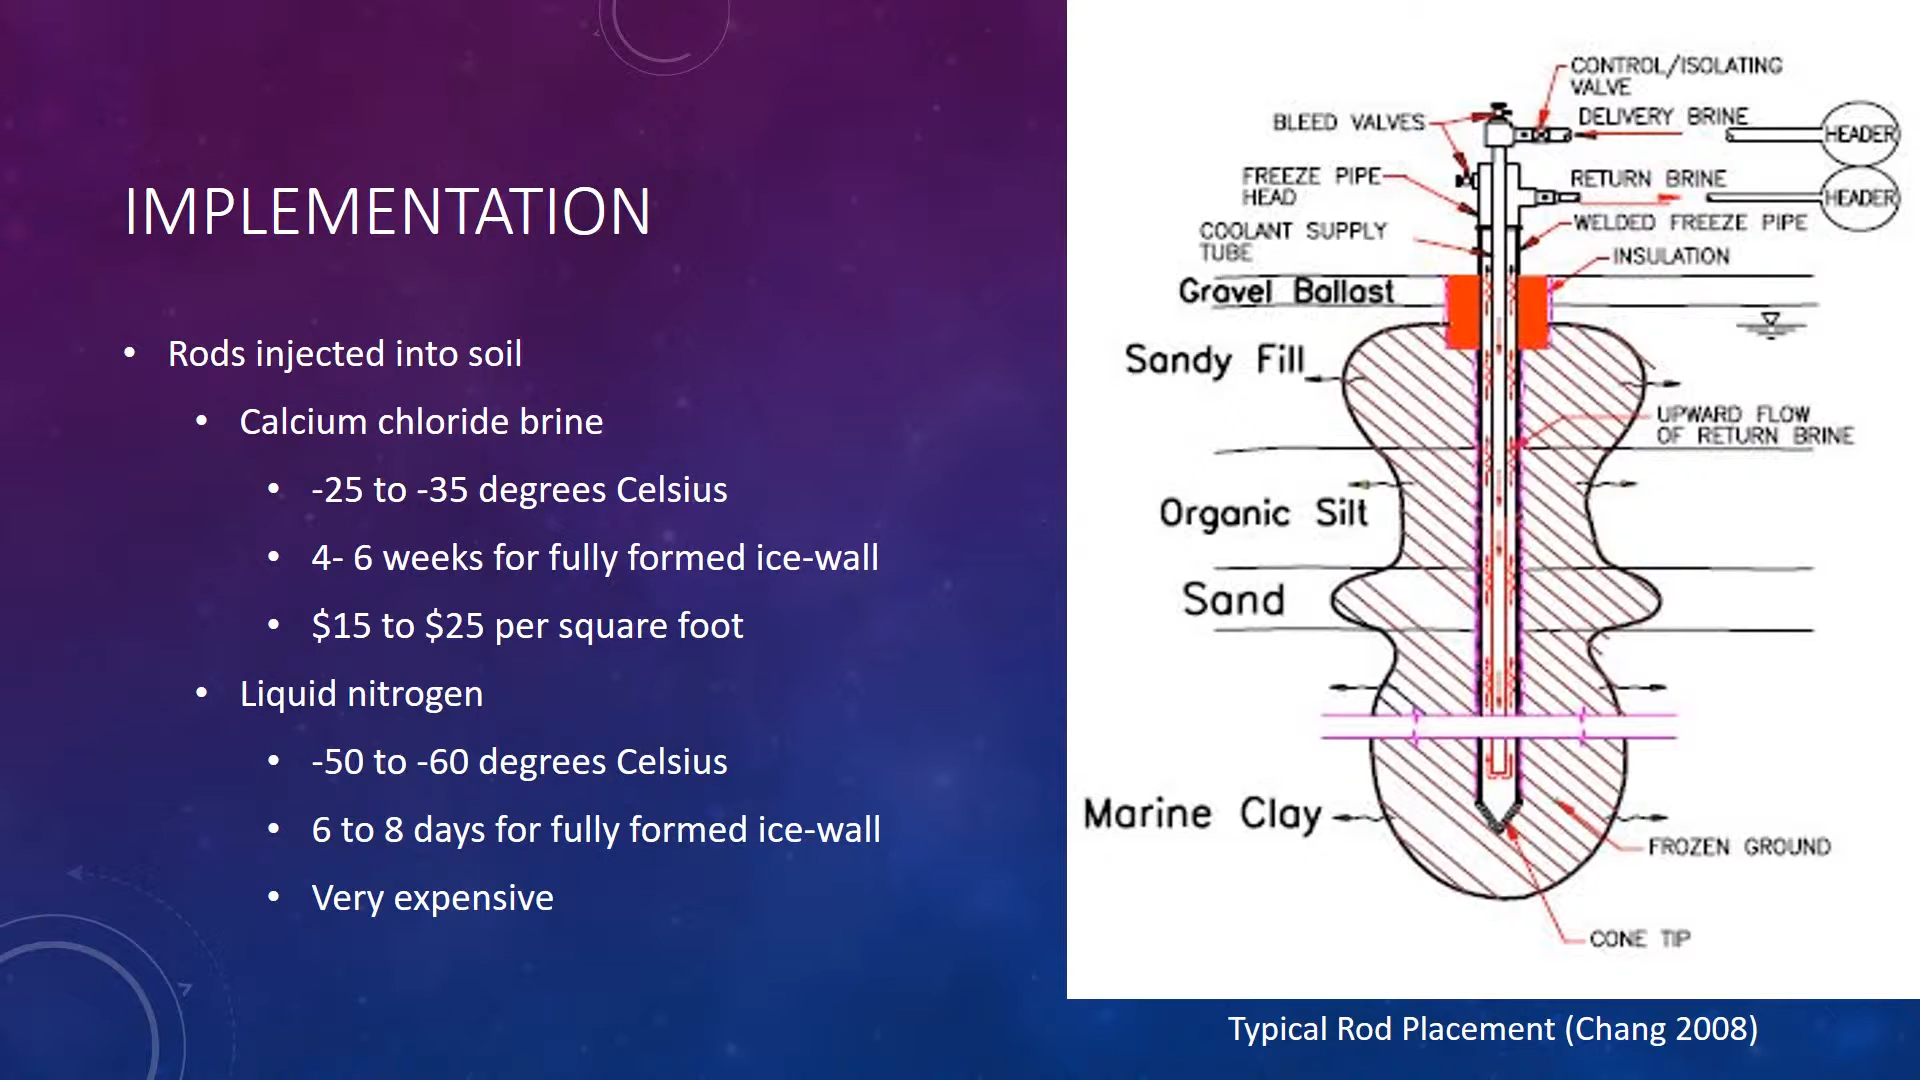 IMPLEMENTATION
• Rods injected into soil
• Calcium chloride brine
• -25 to -35 degrees Celsius
• 4- 6 weeks for fully formed ice-wall
• $15 to $25 per square foot
• Liquid nitrogen
• -50 to -60 degrees Celsius
• 6 to 8 days for fully formed ice-wall
• Very expensive
CONTROL/ISOLATING
VALVE
BLEED VALVES
DELIVERY BRINE
HEADER
FREEZE PIPE
HEAD
RETURN BRINE
HEADER
COOLANT SUPPLY
TUBE
WELDED FREEZE PIPE
INSULATION
Gravel Ballast
Sandy Fill
UPWARD FLOW
OF RETURN BRINE
Organic Silt
Sand
Marine Clay
FROZEN GROUND
CONE TIP
Typical Rod Placement (Chang 2008)